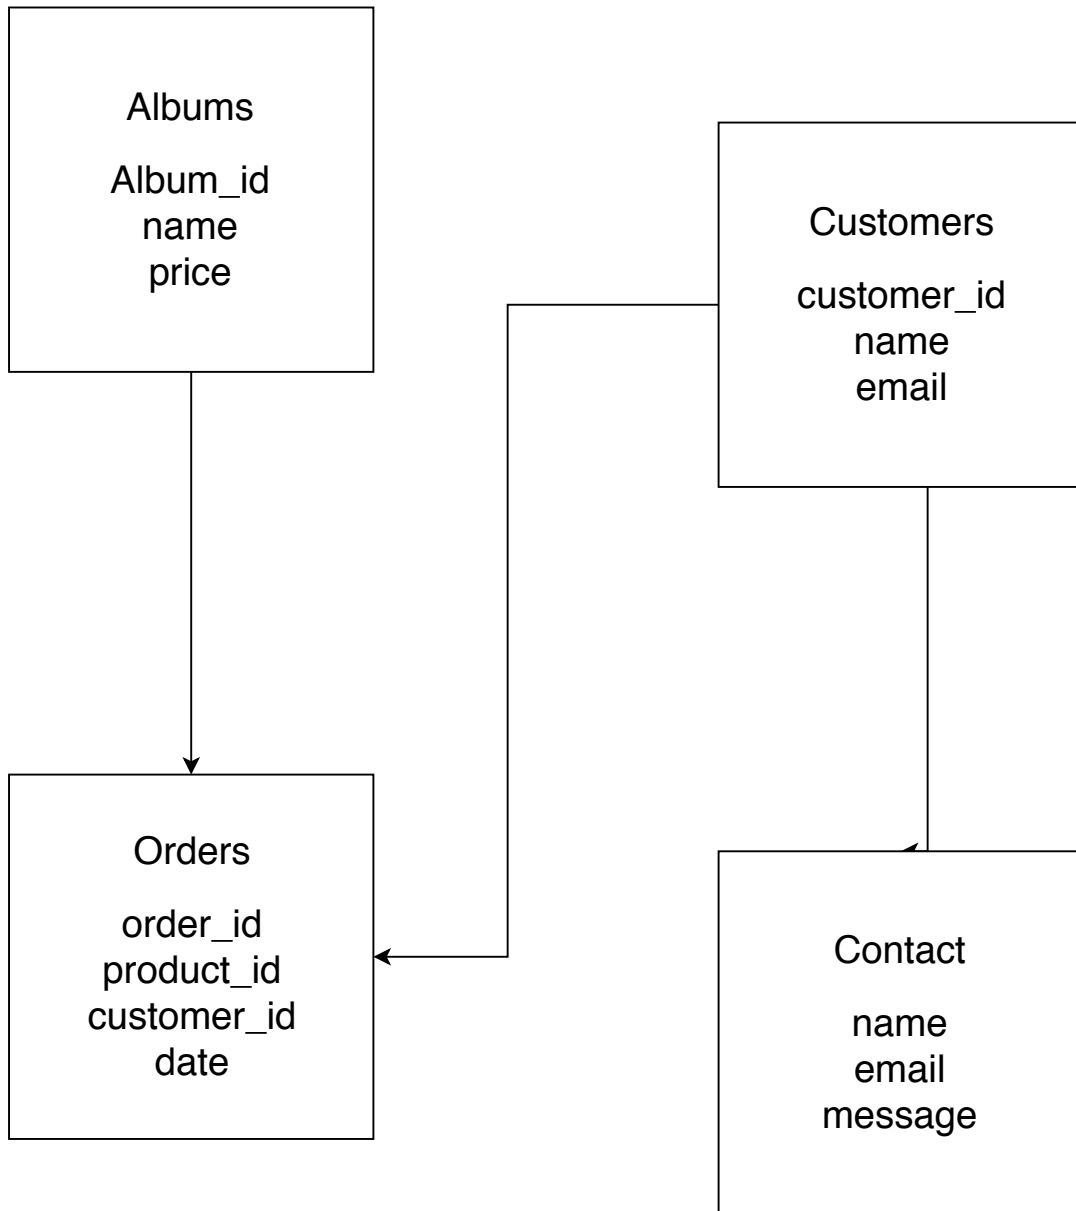 Albums
Album_id
name
price
Customers
customer_id
name
email
Orders
order_id
product_id
customer_id
date
Contact
name
email
message